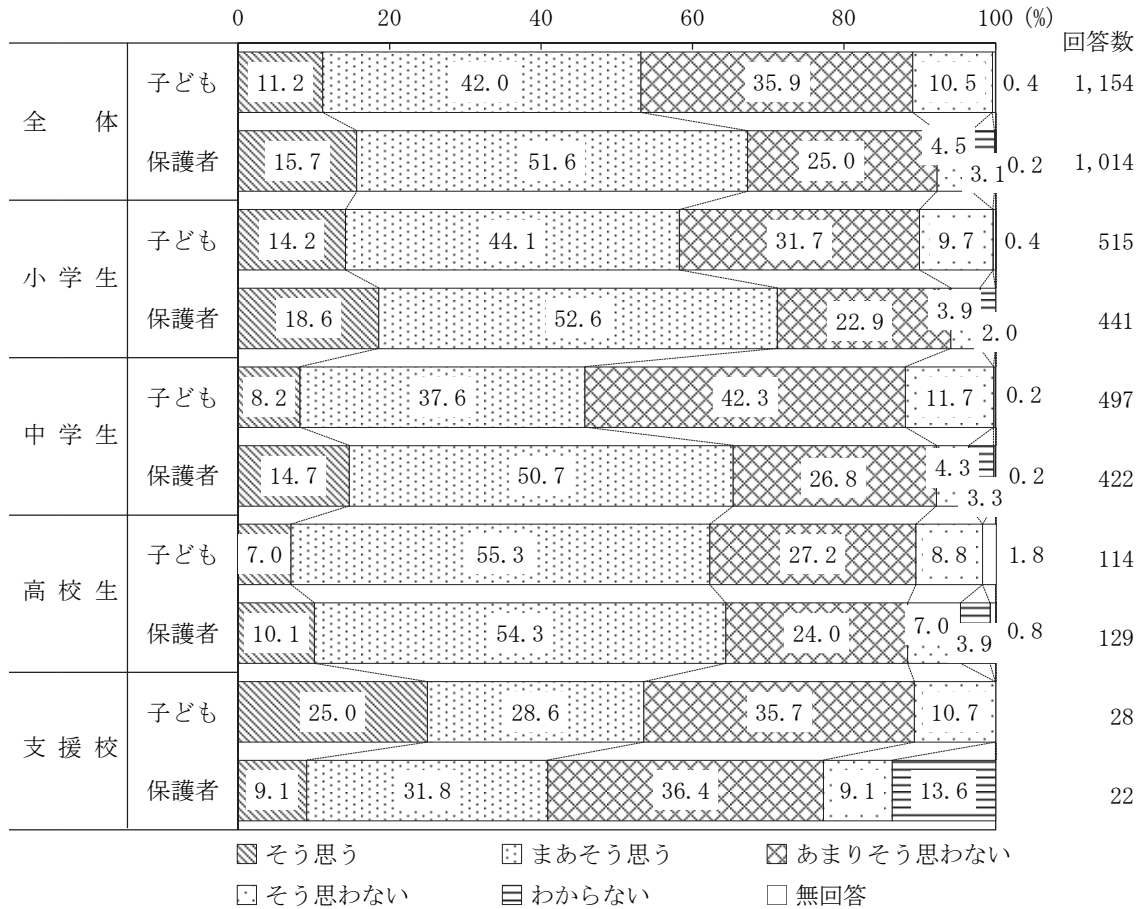 0 20 40 60 80 100 (%)
回答数
全体
子ども 11.2 42.0 35.9 10.5 0.4 1,154
保護者 15.7 51.6 25.0 4.5 3.1 0.2 1,014
小学生
子ども 14.2 44.1 31.7 9.7 0.4 515
保護者 18.6 52.6 22.9 3.9 2.0 441
中学生
子ども 8.2 37.6 42.3 11.7 0.2 497
保護者 14.7 50.7 26.8 4.3 3.3 0.2 422
高校生
子ども 7.0 55.3 27.2 8.8 1.8 114
保護者 10.1 54.3 24.0 7.0 3.9 0.8 129
支援校
子ども 25.0 28.6 35.7 10.7 28
保護者 9.1 31.8 36.4 9.1 13.6 22
そう思う まあそう思う あまりそう思わない
そう思わない わからない 無回答